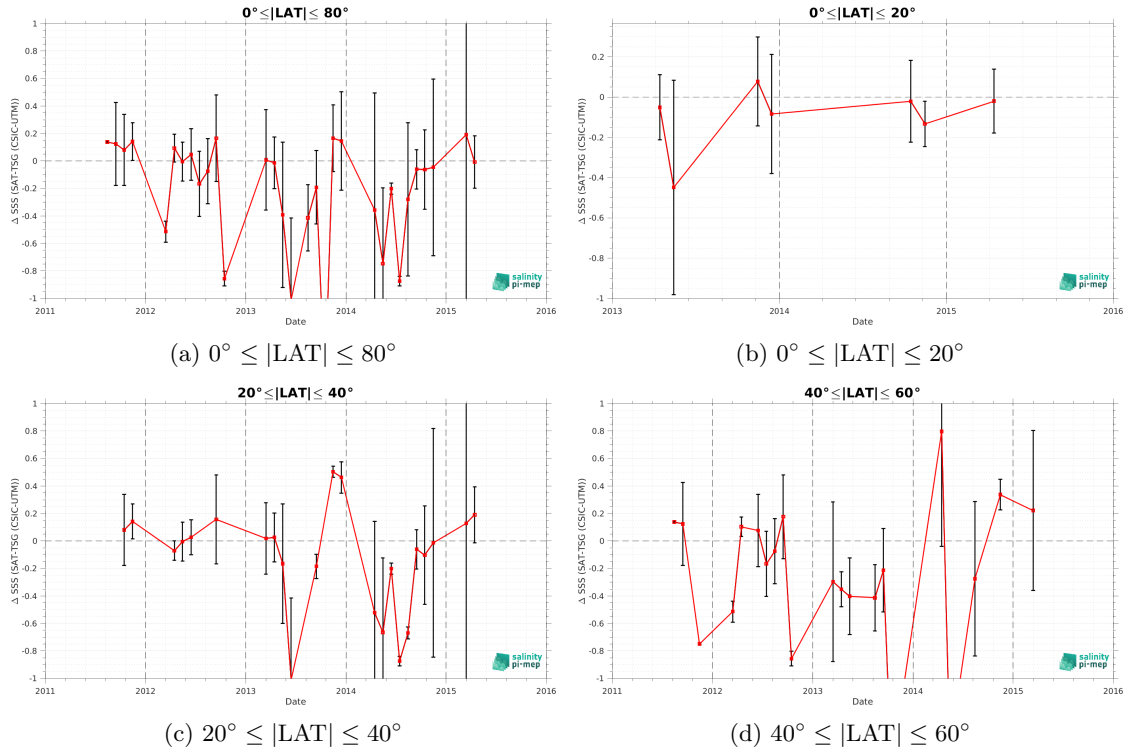 0°≤|LAT|≤ 80°
Δ SSS (SAT-TSG (CSIC-UTM))
1
0.8
0.6
0.4
0.2
0
-0.2
-0.4
-0.6
-0.8
-1
2011 2012 2013 2014 2015 2016
Date
salinity
pi-mep
(a) 0° ≤ |LAT| ≤ 80°
0°≤|LAT|≤ 20°
Δ SSS (SAT-TSG (CSIC-UTM))
0.2
0
-0.2
-0.4
-0.6
-0.8
-1
2013 2014 2015 2016
Date
salinity
pi-mep
(b) 0° ≤ |LAT| ≤ 20°
20°≤|LAT|≤ 40°
Δ SSS (SAT-TSG (CSIC-UTM))
1
0.8
0.6
0.4
0.2
0
-0.2
-0.4
-0.6
-0.8
-1
2011 2012 2013 2014 2015 2016
Date
salinity
pi-mep
(c) 20° ≤ |LAT| ≤ 40°
40°≤|LAT|≤ 60°
Δ SSS (SAT-TSG (CSIC-UTM))
1
0.8
0.6
0.4
0.2
0
-0.2
-0.4
-0.6
-0.8
-1
2011 2012 2013 2014 2015 2016
Date
salinity
pi-mep
(d) 40° ≤ |LAT| ≤ 60°